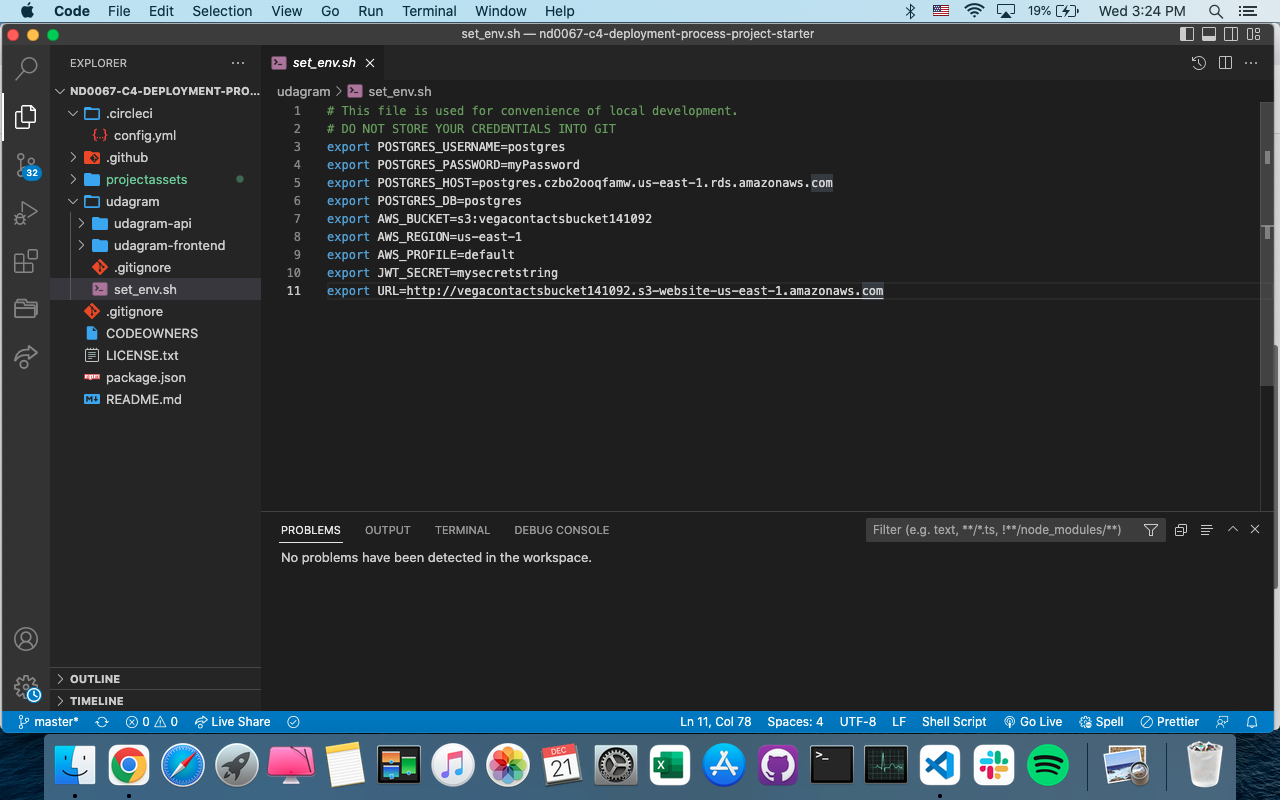 Code File Edit Selection View Go Run Terminal Window Help 19% Wed 3:24 PM
set_env.sh — nd0067-c4-deployment-process-project-starter
EXPLORER
ND0067-C4-DEPLOYMENT-PRO...
.circleci
config.yml
.github
projectassets
udagram
udagram-api
udagram-frontend
.gitignore
set_env.sh
.gitignore
CODEOWNERS
LICENSE.txt
package.json
README.md
OUTLINE
TIMELINE
32
set_env.sh
udagram > set_env.sh
1 # This file is used for convenience of local development.
2 # DO NOT STORE YOUR CREDENTIALS INTO GIT
3 export POSTGRES_USERNAME=postgres
4 export POSTGRES_PASSWORD=myPassword
5 export POSTGRES_HOST=postgres.czbo2ooqfamw.us-east-1.rds.amazonaws.com
6 export POSTGRES_DB=postgres
7 export AWS_BUCKET=s3:vegacontactsbucket141092
8 export AWS_REGION=us-east-1
9 export AWS_PROFILE=default
10 export JWT_SECRET=mysecretstring
11 export URL=http://vegacontactsbucket141092.s3-website-us-east-1.amazonaws.com
PROBLEMS OUTPUT TERMINAL DEBUG CONSOLE Filter (e.g. text, **/*.ts, !**/node_modules/**)
No problems have been detected in the workspace.
master* 0 0 Live Share Ln 11, Col 78 Spaces: 4 UTF-8 LF Shell Script Go Live Spell Prettier
DEC
21